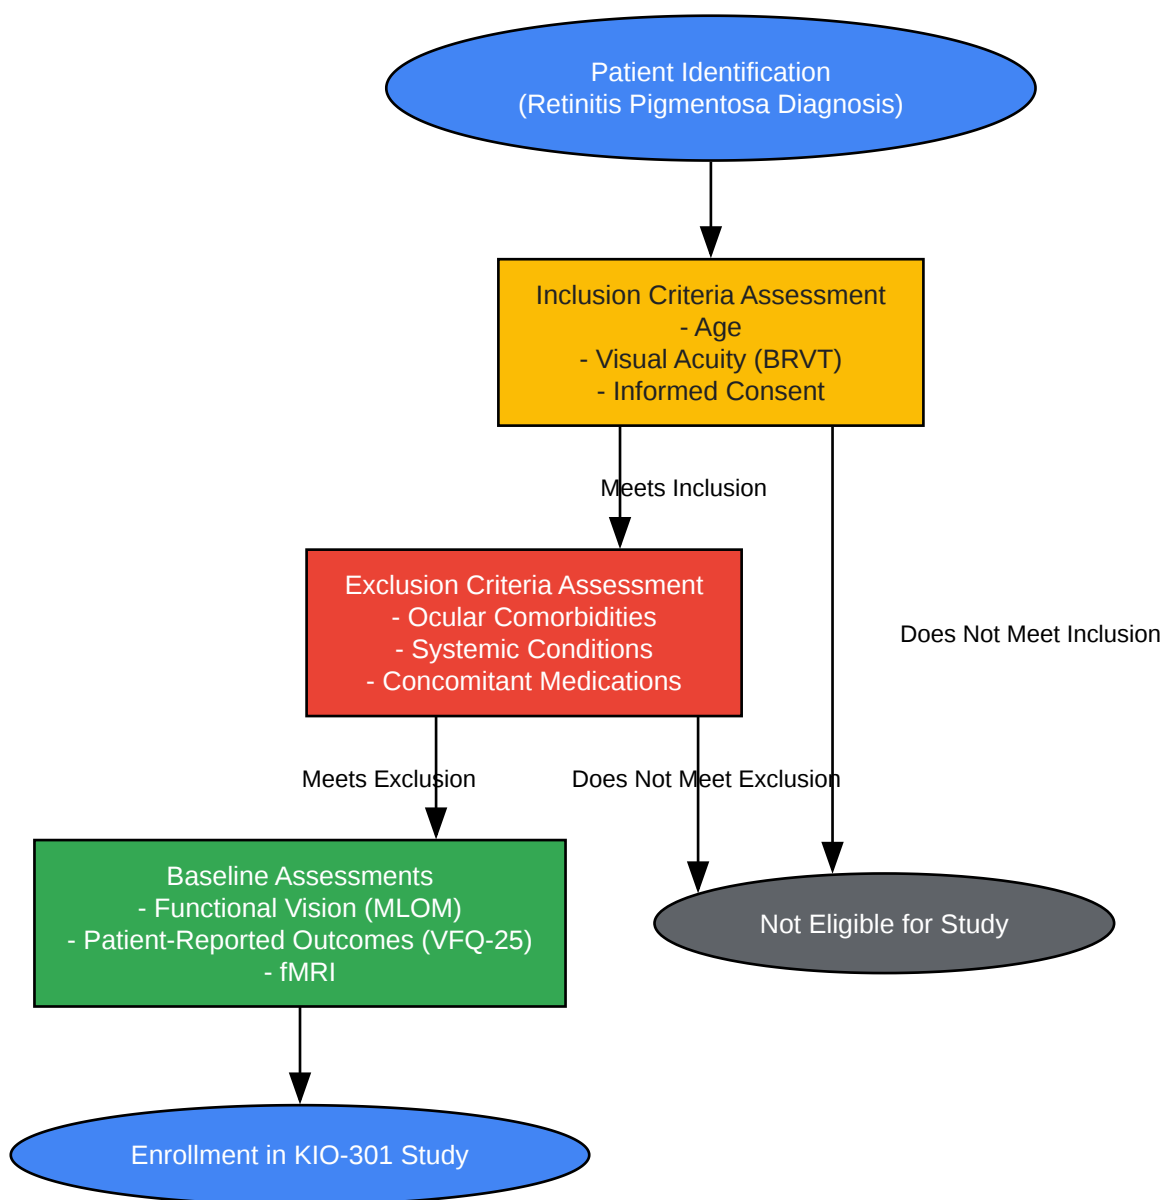 Patient Identification
(Retinitis Pigmentosa Diagnosis)
Inclusion Criteria Assessment
- Age
- Visual Acuity (BRVT)
- Informed Consent
Meets Inclusion
Exclusion Criteria Assessment
- Ocular Comorbidities
- Systemic Conditions
- Concomitant Medications
Does Not Meet Inclusion
Meets Exclusion
Does Not Meet Exclusion
Baseline Assessments
- Functional Vision (MLOM)
- Patient-Reported Outcomes (VFQ-25)
- fMRI
Not Eligible for Study
Enrollment in KIO-301 Study